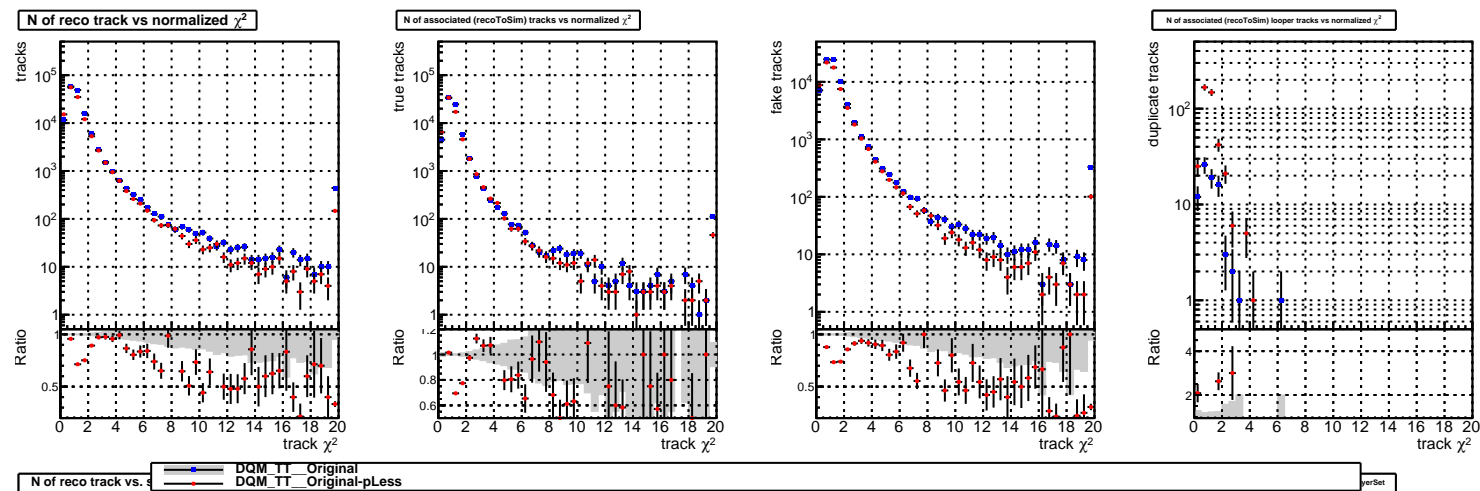 N of reco track vs normalized χ²
N of associated (recoToSim) tracks vs normalized χ²
N of associated (recoToSim) looper tracks vs normalized χ²
tracks
10⁵
10⁴
10³
10²
10
1
Ratio
1
0.5
0 2 4 6 8 10 12 14 16 18 20
track χ²
true tracks
10⁵
10⁴
10³
10²
10
1
Ratio
1.2
1.0
0.8
0.6
0 2 4 6 8 10 12 14 16 18 20
track χ²
fake tracks
10⁴
10³
10²
10
1
Ratio
1
0.5
0 2 4 6 8 10 12 14 16 18 20
track χ²
duplicate tracks
10²
10
1
Ratio
4
2
0 2 4 6 8 10 12 14 16 18 20
track χ²
N of reco track vs. s
DQM_TT__Original
DQM_TT__Original-pLess
yerSet